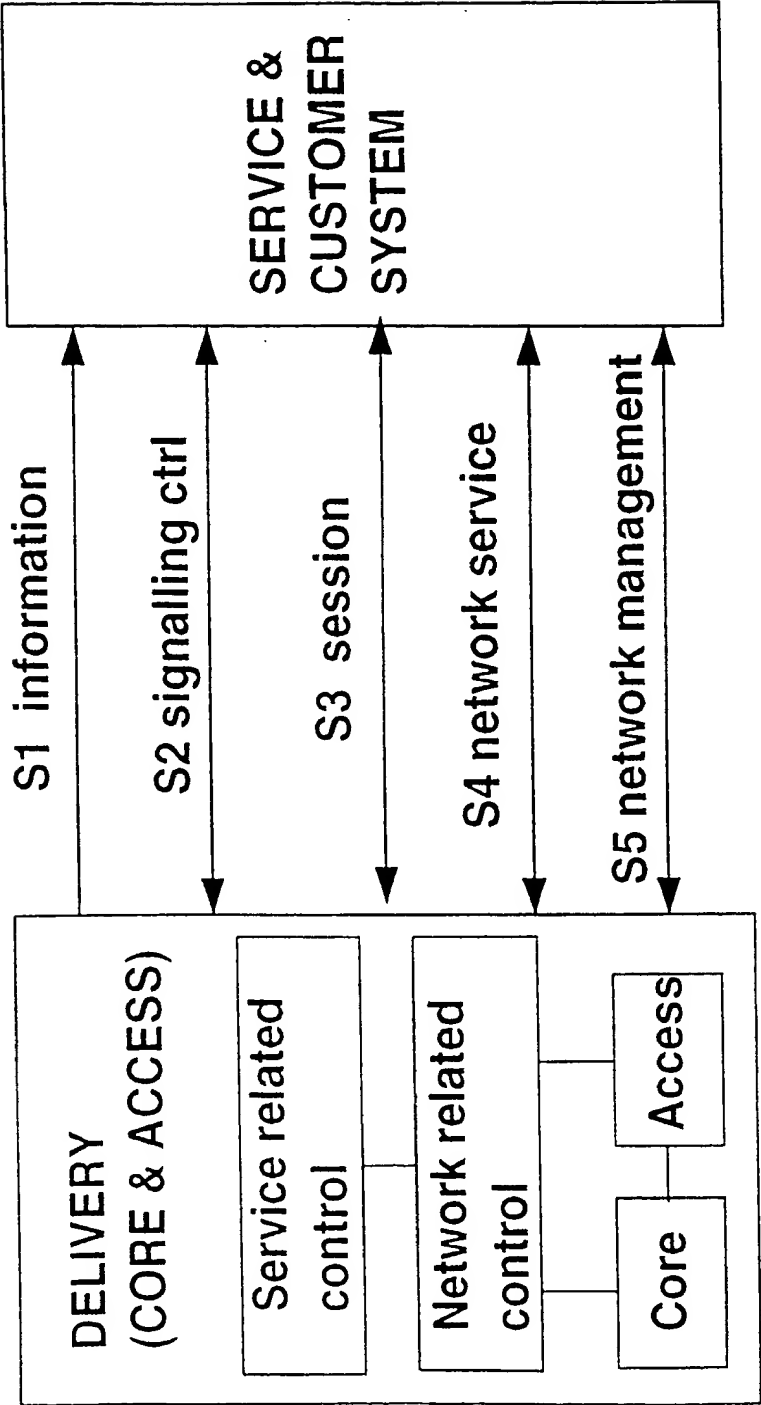 DELIVERY
(CORE & ACCESS)
Service related
control
Network related
control
Core
Access
S1 information
S2 signalling ctrl
S3 session
S4 network service
S5 network management
SERVICE &
CUSTOMER
SYSTEM